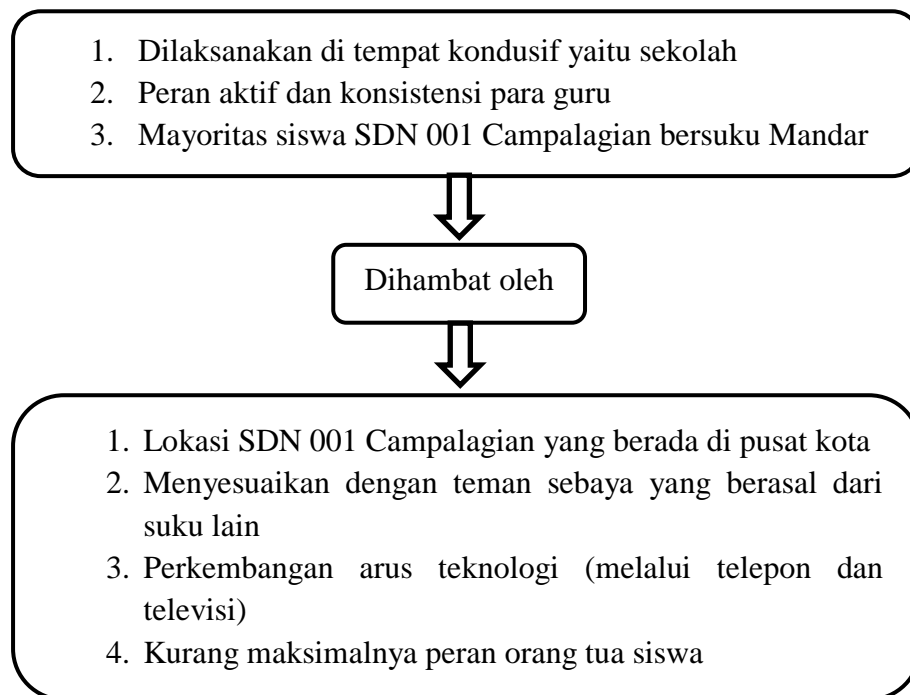 1. Dilaksanakan di tempat kondusif yaitu sekolah
2. Peran aktif dan konsistensi para guru
3. Mayoritas siswa SDN 001 Campalagian bersuku Mandar
Dihambat oleh
1. Lokasi SDN 001 Campalagian yang berada di pusat kota
2. Menyesuaikan dengan teman sebaya yang berasal dari
suku lain
3. Perkembangan arus teknologi (melalui telepon dan
televisi)
4. Kurang maksimalnya peran orang tua siswa